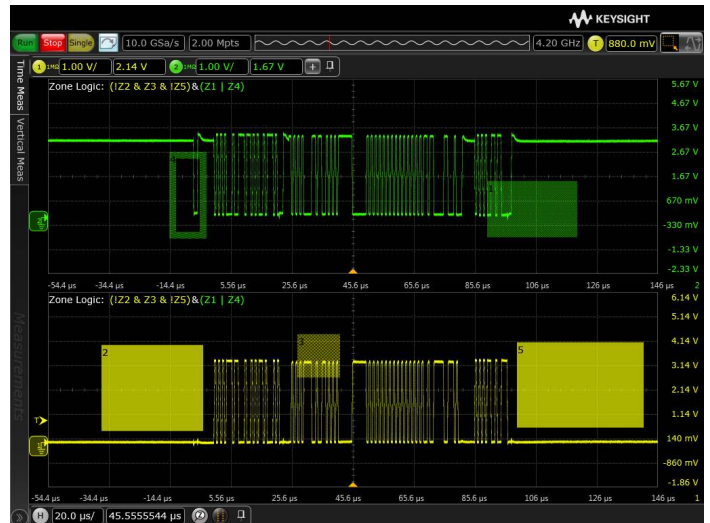 KEYSIGHT
Run Stop Single 10.0 GSa/s 2.00 Mpts 4.20 GHz T 880.0 mV
1 1MΩ 1.00 V/ 2.14 V 2 1MΩ 1.00 V/ 1.67 V +
Time Meas
Vertical Meas
Measurements
Zone Logic: (!Z2 & Z3 & !Z5)&(Z1 | Z4)
5.67 V
4.67 V
3.67 V
2.67 V
1.67 V
670 mV
-330 mV
-1.33 V
-2.33 V
-54.4 µs -34.4 µs -14.4 µs 5.56 µs 25.6 µs 45.6 µs 65.6 µs 85.6 µs 106 µs 126 µs 146 µs 2
Zone Logic: (!Z2 & Z3 & !Z5)&(Z1 | Z4)
6.14 V
5.14 V
4.14 V
3.14 V
2.14 V
1.14 V
140 mV
-860 mV
-1.86 V
2
3
5
T
-54.4 µs -34.4 µs -14.4 µs 5.56 µs 25.6 µs 45.6 µs 65.6 µs 85.6 µs 106 µs 126 µs 146 µs 1
H 20.0 µs/ 45.5555544 µs Z